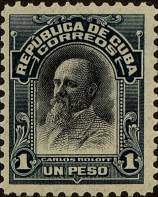 REPUBLICA DE CUBA
CORREOS
CARLOS ROLOFF
1 UN PESO 1